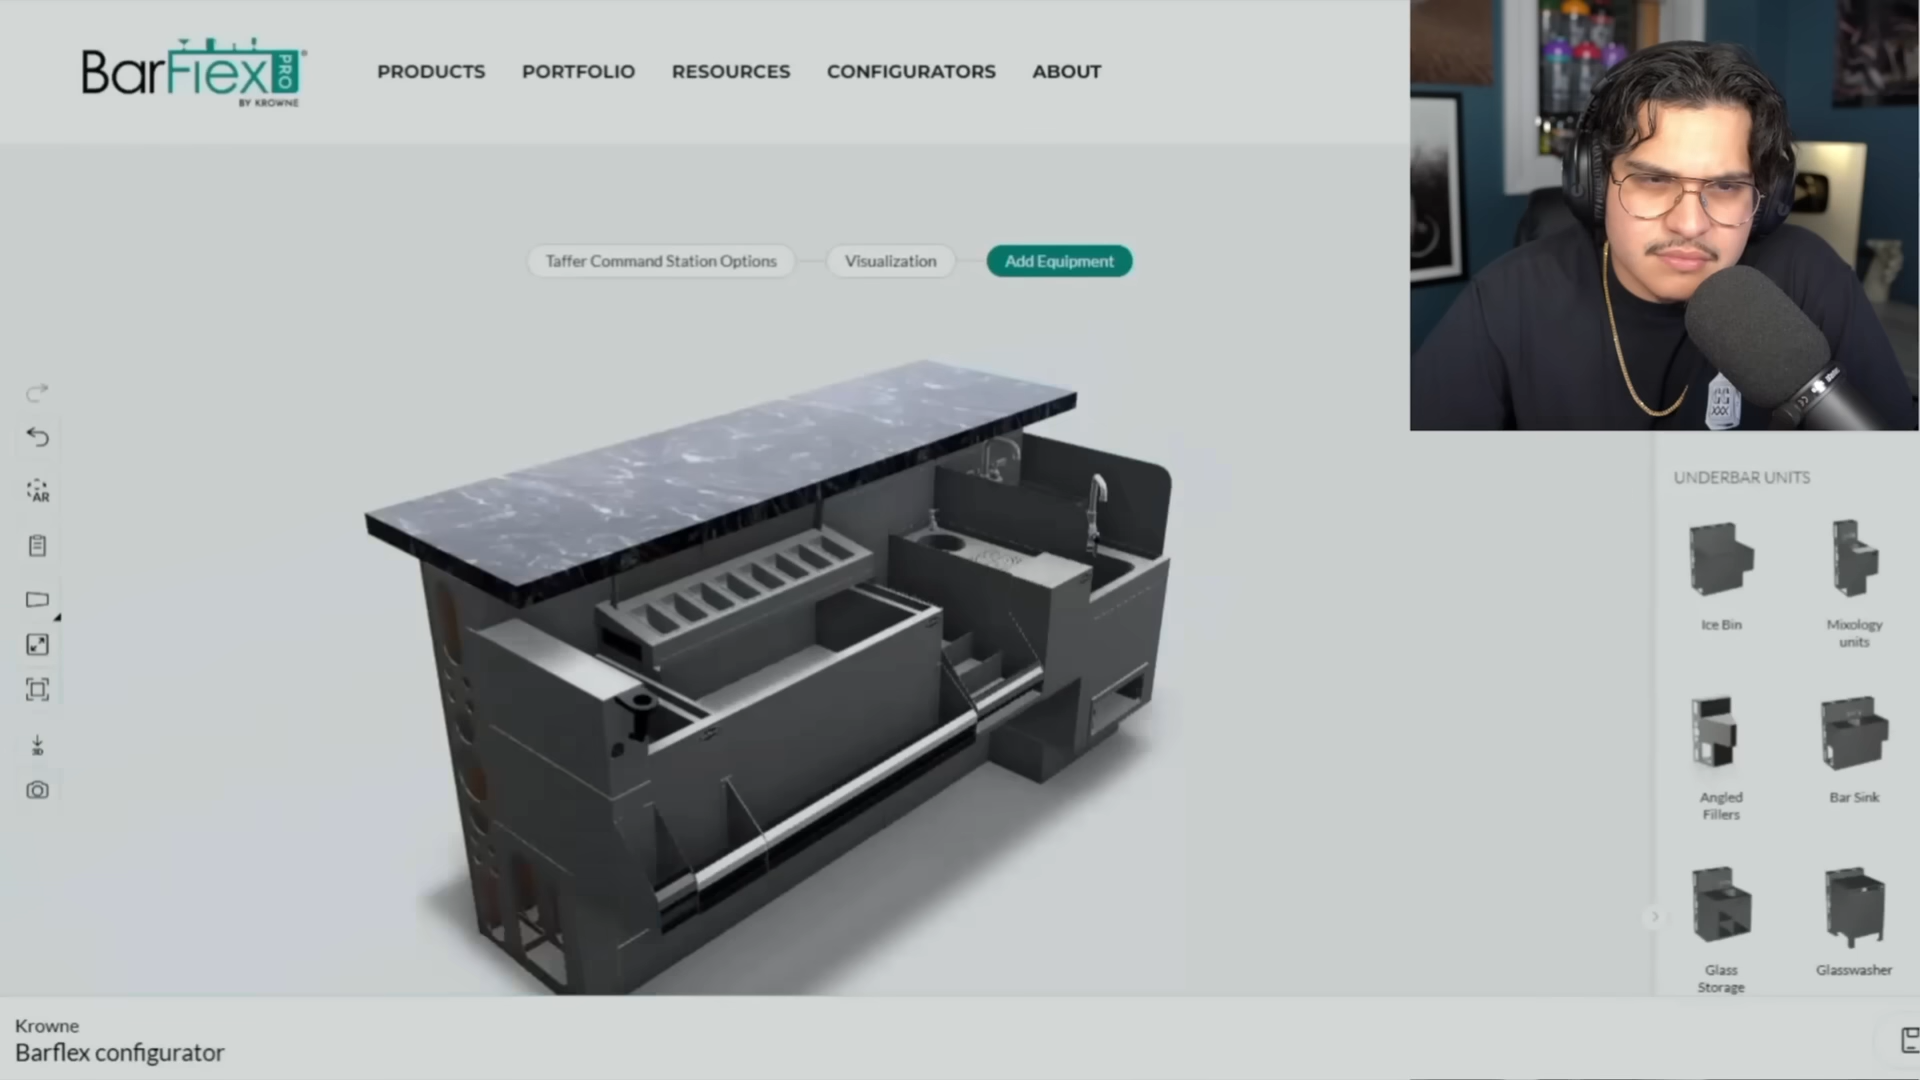 BarFlex PRO
BY KROWNE
PRODUCTS
PORTFOLIO
RESOURCES
CONFIGURATORS
ABOUT
Taffer Command Station Options
Visualization
Add Equipment
AR
3D
UNDERBAR UNITS
Ice Bin
Mixology
units
Angled
Fillers
Bar Sink
Glass
Storage
Glasswasher
Krowne
Barflex configurator